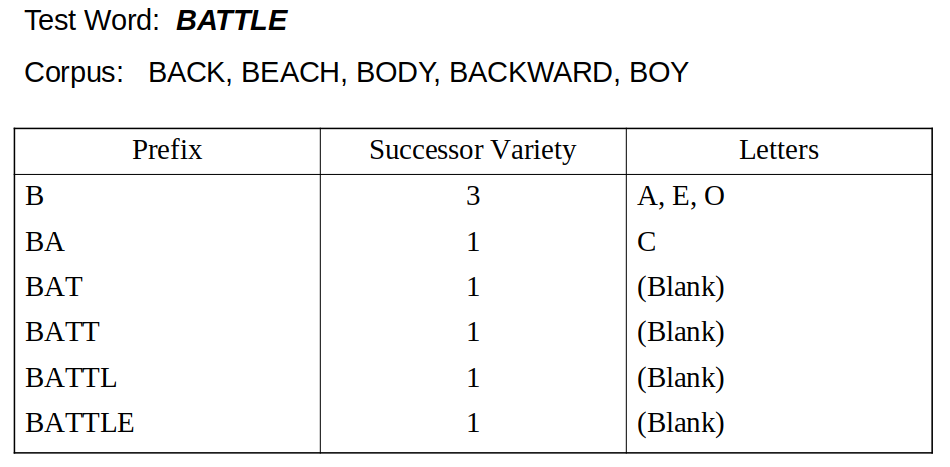 Test Word: BATTLE
Corpus: BACK, BEACH, BODY, BACKWARD, BOY
Prefix Successor Variety Letters
B 3 A, E, O
BA 1 C
BAT 1 (Blank)
BATT 1 (Blank)
BATTL 1 (Blank)
BATTLE 1 (Blank)